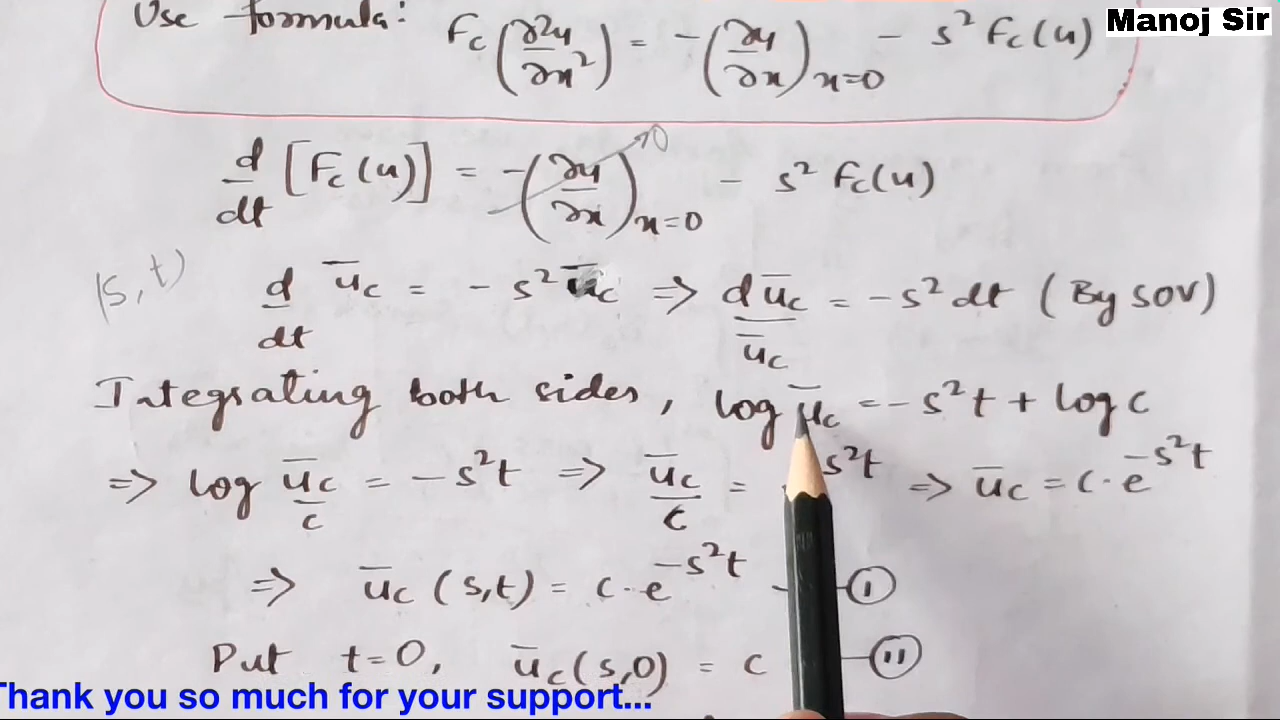 Manoj Sir
Use formula: Fc(∂²u/∂x²) = -(∂u/∂x)x=0 - s² Fc(u)
d/dt [Fc(u)] = -(∂u/∂x)x=0 →0 - s² Fc(u)
(s, t) d/dt ūc = - s² ūc ⇒ dūc/ūc = -s² dt (By SOV)
Integrating both sides, log ūc = -s²t + log c
⇒ log ūc/c = -s²t ⇒ ūc/c = s²t ⇒ ūc = c·e^-s²t
⇒ ūc (s,t) = c·e^-s²t — (I)
Put t=0, ūc(s,0) = c — (II)
Thank you so much for your support...